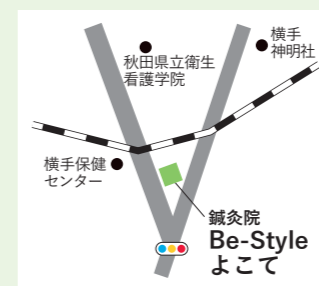 秋田県立衛生
看護学院
横手
神明社
横手保健
センター
鍼灸院
Be-Style
よこて